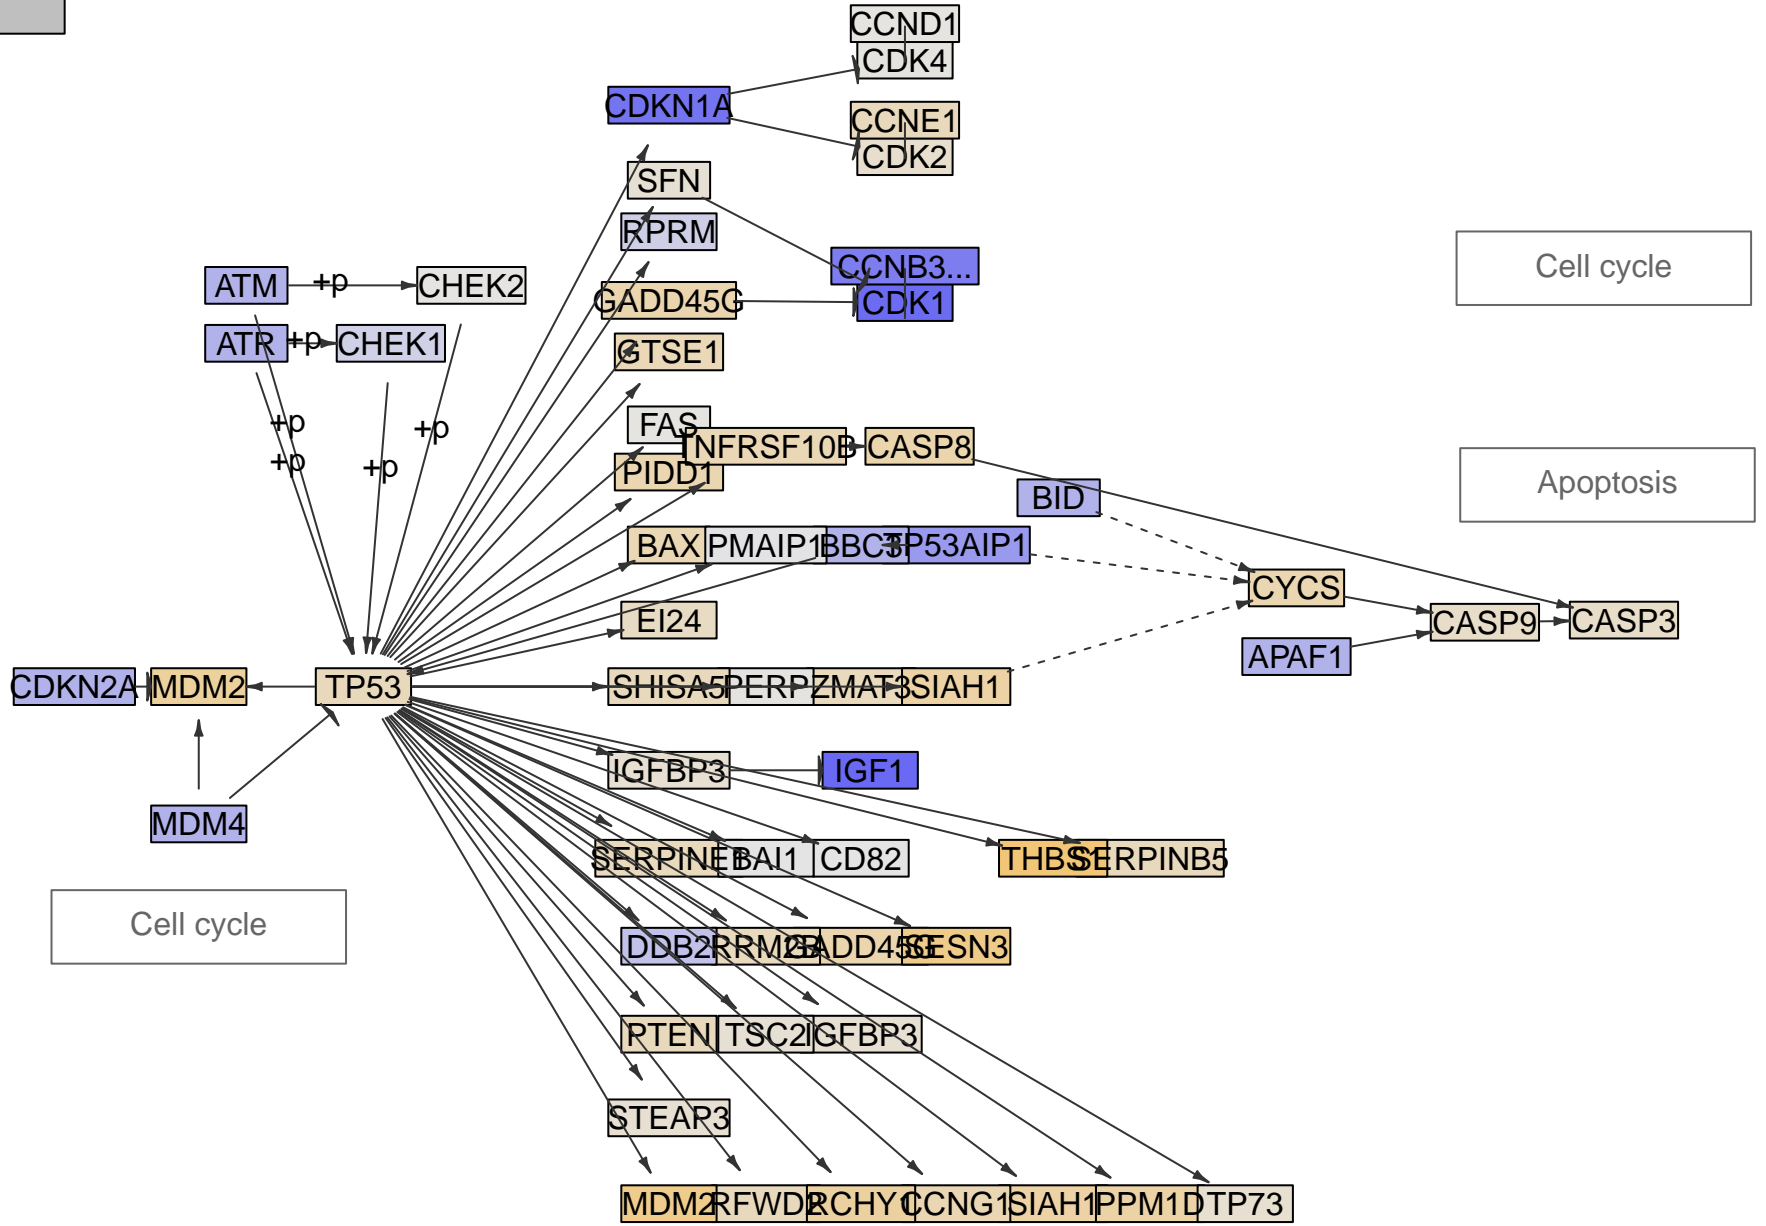 CCND1
CDK4
CDKN1A
CCNE1
CDK2
SFN
RPRM
CCNB3...
Cell cycle
ATM
+p
CHEK2
GADD45G
CDK1
ATR
+p
CHEK1
GTSE1
+p
+p
FAS
TNFRSF10B
CASP8
+p
+p
PIDD1
Apoptosis
BID
BAX
PMAIP1
BBC3
TP53AIP1
CYCS
EI24
CASP9
CASP3
APAF1
CDKN2A
MDM2
TP53
SHISA5
PERP
ZMAT3
SIAH1
IGFBP3
IGF1
MDM4
SERPINE1
BAI1
CD82
THBS1
SERPINB5
Cell cycle
DDB2
RRM2B
GADD45G
SESN3
PTEN
TSC2
IGFBP3
STEAP3
MDM2
RFWD2
RCHY1
CCNG1
SIAH1
PPM1D
TP73